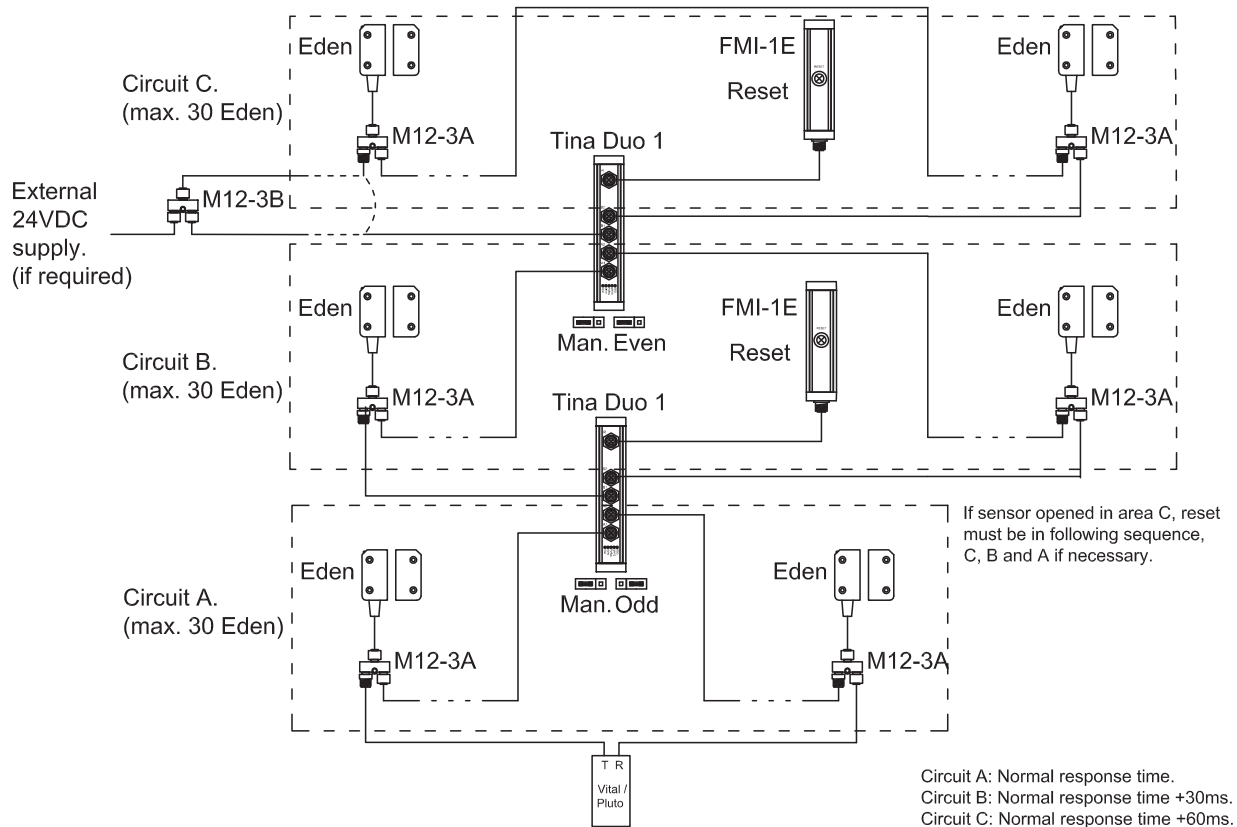 Eden
FMI-1E
Reset
Eden
Circuit C.
(max. 30 Eden)
M12-3A
Tina Duo 1
M12-3A
External
24VDC
supply.
(if required)
M12-3B
Man. Even
Eden
FMI-1E
Reset
Eden
Circuit B.
(max. 30 Eden)
M12-3A
Tina Duo 1
M12-3A
Man. Odd
If sensor opened in area C, reset
must be in following sequence,
C, B and A if necessary.
Eden
Eden
Circuit A.
(max. 30 Eden)
M12-3A
M12-3A
T R
Vital /
Pluto
Circuit A: Normal response time.
Circuit B: Normal response time +30ms.
Circuit C: Normal response time +60ms.